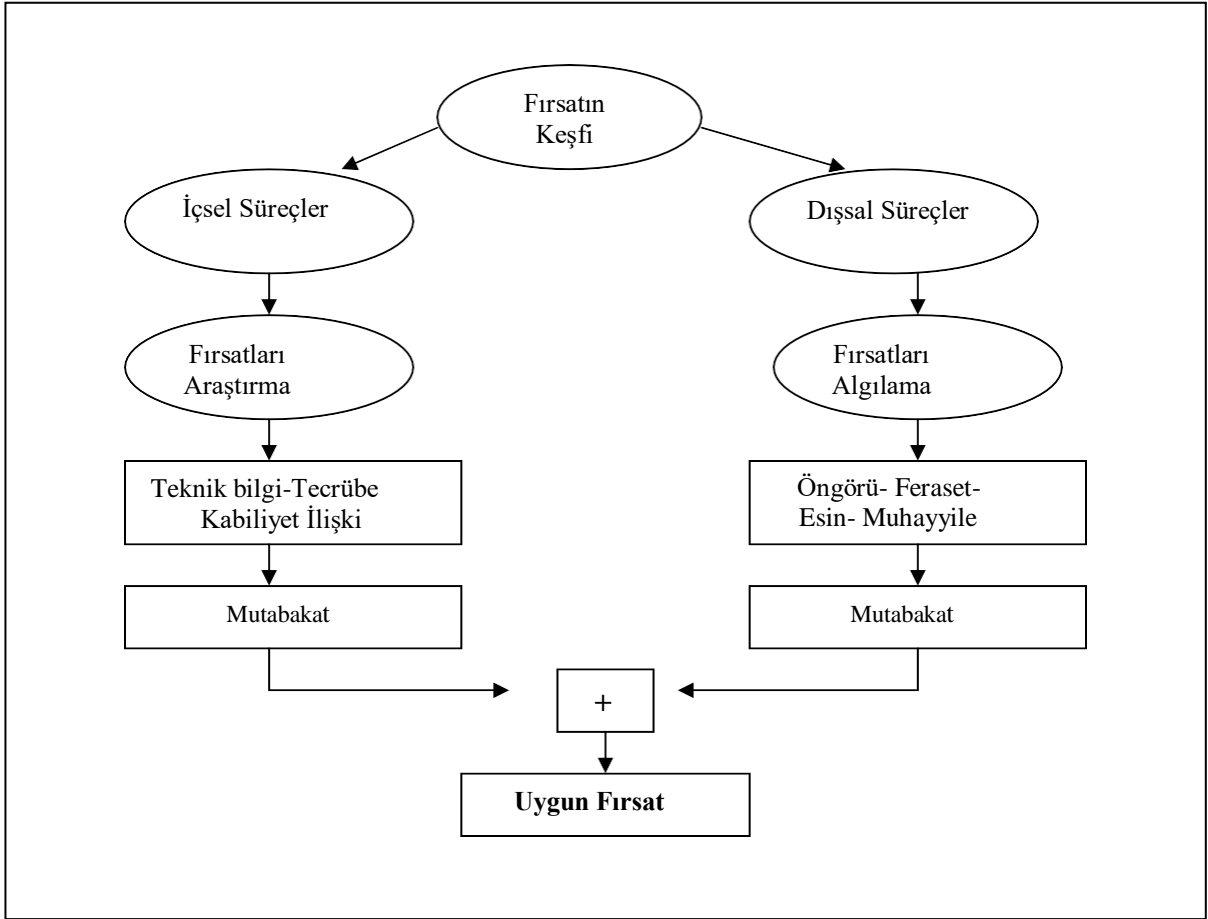 Fırsatın
Keşfi
İçsel Süreçler
Dışsal Süreçler
Fırsatları
Araştırma
Fırsatları
Algılama
Teknik bilgi-Tecrübe
Kabiliyet İlişki
Öngörü- Feraset-
Esin- Muhayyile
Mutabakat
Mutabakat
+
Uygun Fırsat